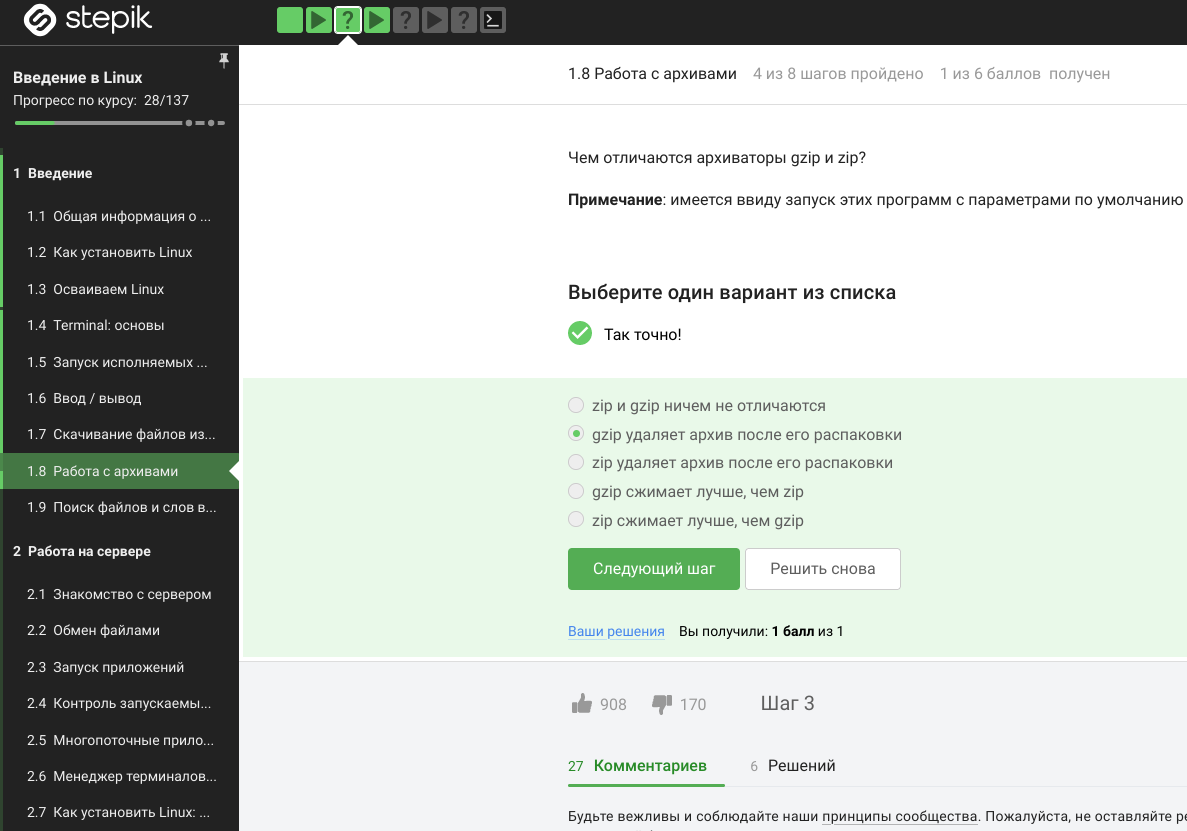 stepik
Введение в Linux
Прогресс по курсу: 28/137
1 Введение
1.1 Общая информация о ...
1.2 Как установить Linux
1.3 Осваиваем Linux
1.4 Terminal: основы
1.5 Запуск исполняемых ...
1.6 Ввод / вывод
1.7 Скачивание файлов из...
1.8 Работа с архивами
1.9 Поиск файлов и слов в...
2 Работа на сервере
2.1 Знакомство с сервером
2.2 Обмен файлами
2.3 Запуск приложений
2.4 Контроль запускаемы...
2.5 Многопоточные прило...
2.6 Менеджер терминалов...
2.7 Как установить Linux: ...
1.8 Работа с архивами 4 из 8 шагов пройдено 1 из 6 баллов получен
Чем отличаются архиваторы gzip и zip?
Примечание: имеется ввиду запуск этих программ с параметрами по умолчанию
Выберите один вариант из списка
Так точно!
zip и gzip ничем не отличаются
gzip удаляет архив после его распаковки
zip удаляет архив после его распаковки
gzip сжимает лучше, чем zip
zip сжимает лучше, чем gzip
Следующий шаг Решить снова
Ваши решения Вы получили: 1 балл из 1
908 170 Шаг 3
27 Комментариев 6 Решений
Будьте вежливы и соблюдайте наши принципы сообщества. Пожалуйста, не оставляйте ре